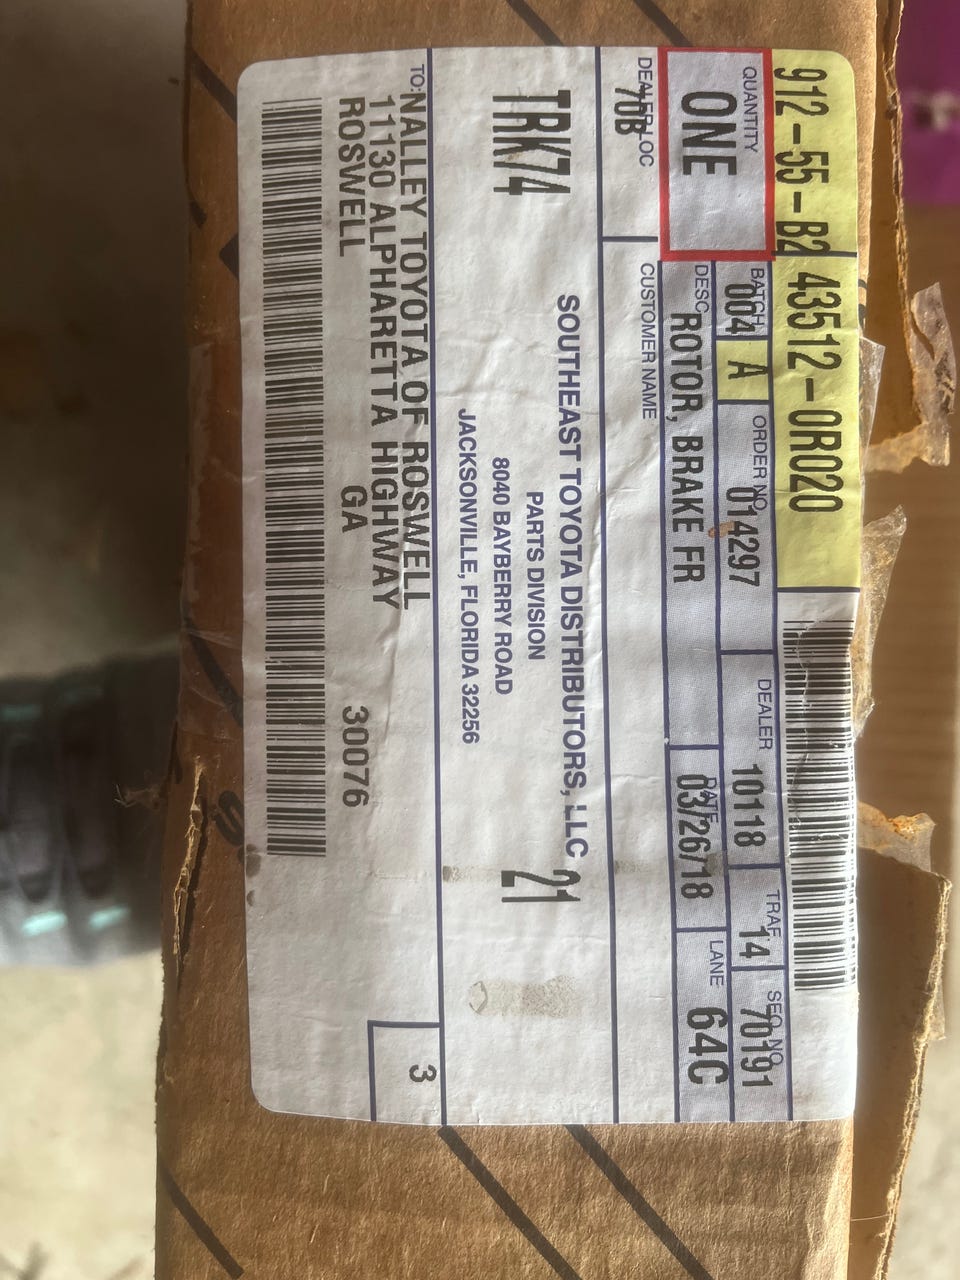 912-55-B2 43512-0R020
QUANTITY
ONE
BATCH
004 A
ORDER NO.
014297
DEALER
10118
TRAF
14
SEQ NO
70191
DESC
ROTOR, BRAKE FR
DATE
03/26/18
LANE
64C
DEALER LOC
70B
CUSTOMER NAME
TRK74
SOUTHEAST TOYOTA DISTRIBUTORS, LLC
PARTS DIVISION
8040 BAYBERRY ROAD
JACKSONVILLE, FLORIDA 32256
21
TO: NALLEY TOYOTA OF ROSWELL
11130 ALPHARETTA HIGHWAY
ROSWELL GA 30076
3